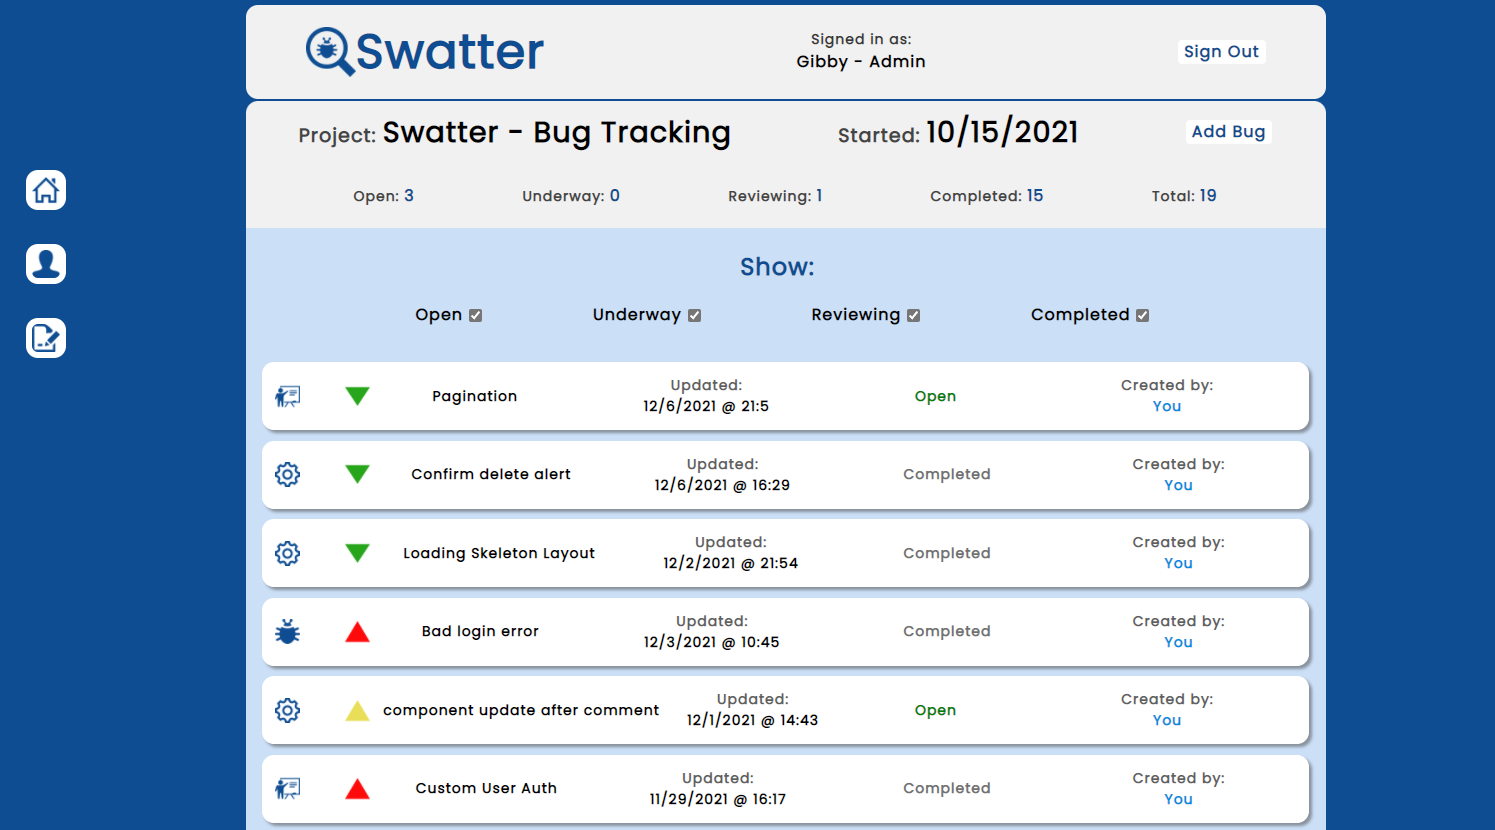 Swatter
Signed in as:
Gibby - Admin
Sign Out
Project: Swatter - Bug Tracking
Started: 10/15/2021
Add Bug
Open: 3
Underway: 0
Reviewing: 1
Completed: 15
Total: 19
Show:
Open
Underway
Reviewing
Completed
Pagination
Updated:
12/6/2021 @ 21:5
Open
Created by:
You
Confirm delete alert
Updated:
12/6/2021 @ 16:29
Completed
Created by:
You
Loading Skeleton Layout
Updated:
12/2/2021 @ 21:54
Completed
Created by:
You
Bad login error
Updated:
12/3/2021 @ 10:45
Completed
Created by:
You
component update after comment
Updated:
12/1/2021 @ 14:43
Open
Created by:
You
Custom User Auth
Updated:
11/29/2021 @ 16:17
Completed
Created by:
You